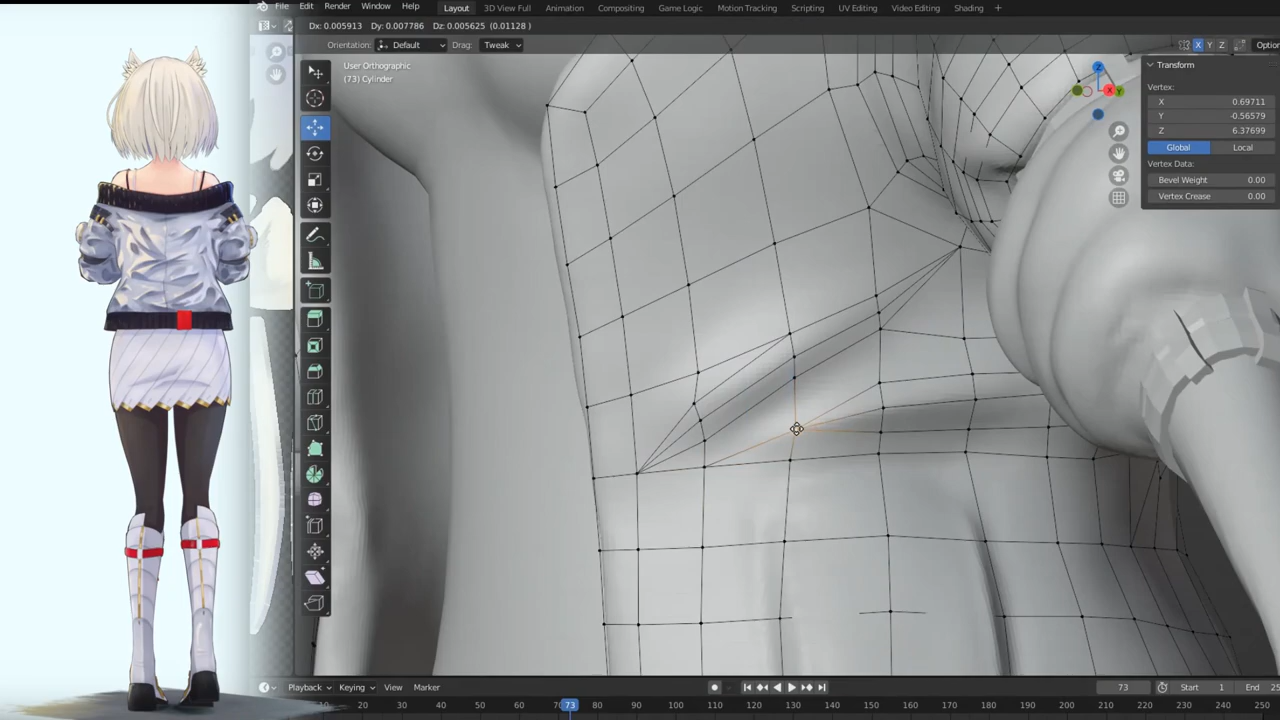 File Edit Render Window Help Layout 3D View Full Animation Compositing Game Logic Motion Tracking Scripting UV Editing Video Editing Shading +
Dx: 0.005913 Dy: 0.007786 Dz: 0.005625 (0.01128)
Orientation: Default Drag: Tweak X Y Z Optio
User Orthographic
(73) Cylinder
Transform
Vertex:
X 0.69711
Y -0.56579
Z 6.37699
Global Local
Vertex Data:
Bevel Weight 0.00
Vertex Crease 0.00
Z
X
Y
Playback Keying View Marker 73 Start 1 End 25
10 20 30 40 50 60 70 73 80 90 100 110 120 130 140 150 160 170 180 190 200 210 220 230 240 250